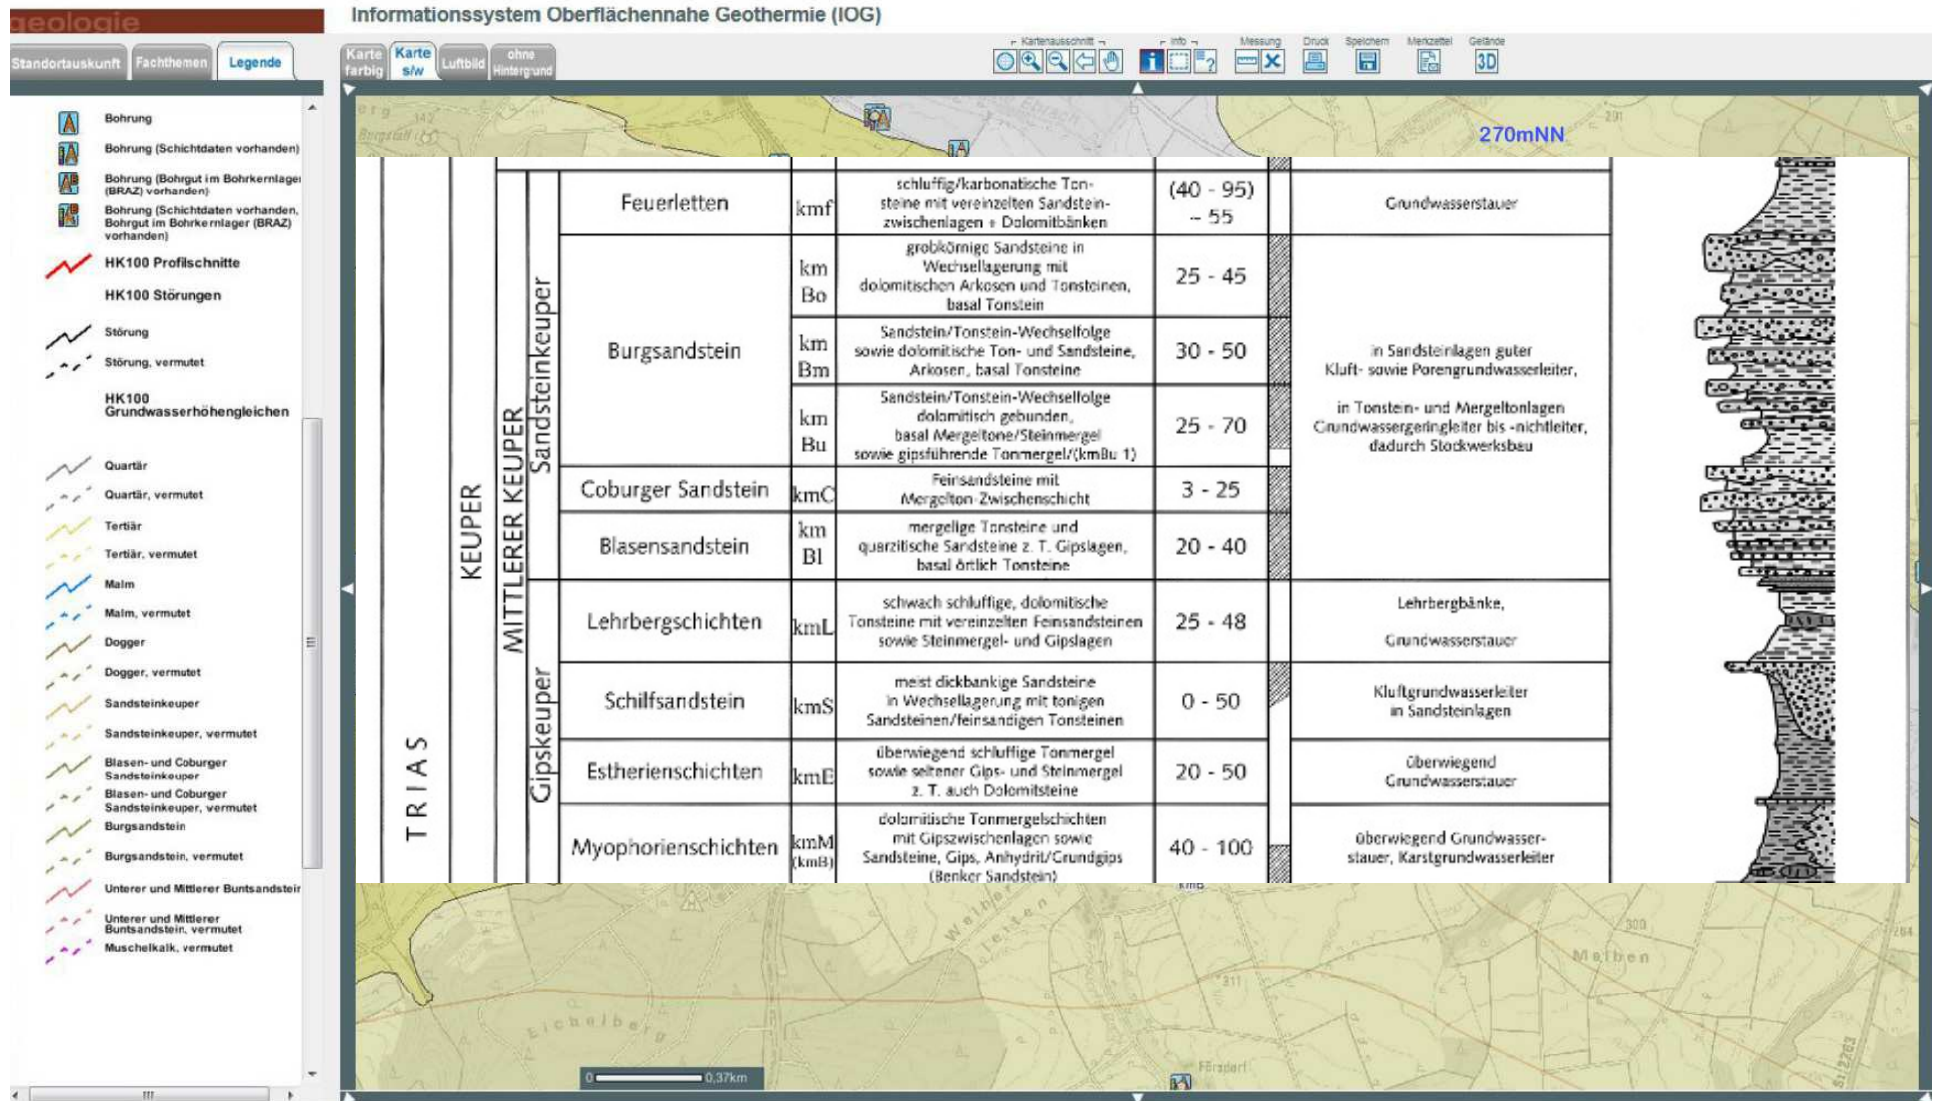 geologie
Informationssystem Oberflächennahe Geothermie (IOG)
Standortauskunft
Fachthemen
Legende
Karte farbig
Karte s/w
Luftbild
ohne Hintergrund
Kartenausschnitt
Info
Messung
Druck
Speichern
Merkzettel
Gelände
3D
Bohrung
Bohrung (Schichtdaten vorhanden)
Bohrung (Bohrgut im Bohrkernlager
(BRAZ) vorhanden)
Bohrung (Schichtdaten vorhanden,
Bohrgut im Bohrkernlager (BRAZ)
vorhanden)
HK100 Profilschnitte
HK100 Störungen
Störung
Störung, vermutet
HK100
Grundwasserhöhengleichen
Quartär
Quartär, vermutet
Tertiär
Tertiär, vermutet
Malm
Malm, vermutet
Dogger
Dogger, vermutet
Sandsteinkeuper
Sandsteinkeuper, vermutet
Blasen- und Coburger
Sandsteinkeuper
Blasen- und Coburger
Sandsteinkeuper, vermutet
Burgsandstein
Burgsandstein, vermutet
Unterer und Mittlerer Buntsandstein
Unterer und Mittlerer
Buntsandstein, vermutet
Muschelkalk, vermutet
270mNN
291
TRIAS
KEUPER
MITTLERER KEUPER
Sandsteinkeuper
Gipskeuper
Feuerletten
kmf
schluffig/karbonatische Ton-
steine mit vereinzelten Sandstein-
zwischenlagen + Dolomitbänken
(40 - 95)
~ 55
Grundwasserstauer
Burgsandstein
km
Bo
grobkörnige Sandsteine in
Wechsellagerung mit
dolomitischen Arkosen und Tonsteinen,
basal Tonstein
25 - 45
km
Bm
Sandstein/Tonstein-Wechselfolge
sowie dolomitische Ton- und Sandsteine,
Arkosen, basal Tonsteine
30 - 50
km
Bu
Sandstein/Tonstein-Wechselfolge
dolomitisch gebunden,
basal Mergeltone/Steinmergel
sowie gipsführende Tonmergel/(kmBu 1)
25 - 70
in Sandsteinlagen guter
Kluft- sowie Porengrundwasserleiter,
in Tonstein- und Mergeltonlagen
Grundwassergeringleiter bis -nichtleiter,
dadurch Stockwerksbau
Coburger Sandstein
kmC
Feinsandsteine mit
Mergelton-Zwischenschicht
3 - 25
Blasensandstein
km
Bl
mergelige Tonsteine und
quarzitische Sandsteine z. T. Gipslagen,
basal örtlich Tonsteine
20 - 40
Lehrbergschichten
kmL
schwach schluffige, dolomitische
Tonsteine mit vereinzelten Feinsandsteinen
sowie Steinmergel- und Gipslagen
25 - 48
Lehrbergbänke,
Grundwasserstauer
Schilfsandstein
kmS
meist dickbankige Sandsteine
in Wechsellagerung mit tonigen
Sandsteinen/feinsandigen Tonsteinen
0 - 50
Kluftgrundwasserleiter
in Sandsteinlagen
Estherienschichten
kmE
überwiegend schluffige Tonmergel
sowie seltener Gips- und Steinmergel
z. T. auch Dolomitsteine
20 - 50
überwiegend
Grundwasserstauer
Myophorienschichten
kmM
(kmB)
dolomitische Tonmergelschichten
mit Gipszwischenlagen sowie
Sandsteine, Gips, Anhydrit/Grundgips
(Benker Sandstein)
40 - 100
überwiegend Grundwasser-
stauer, Karstgrundwasserleiter
Eichelberg
311
300
284
Maiben
St 2263
0
0,37km